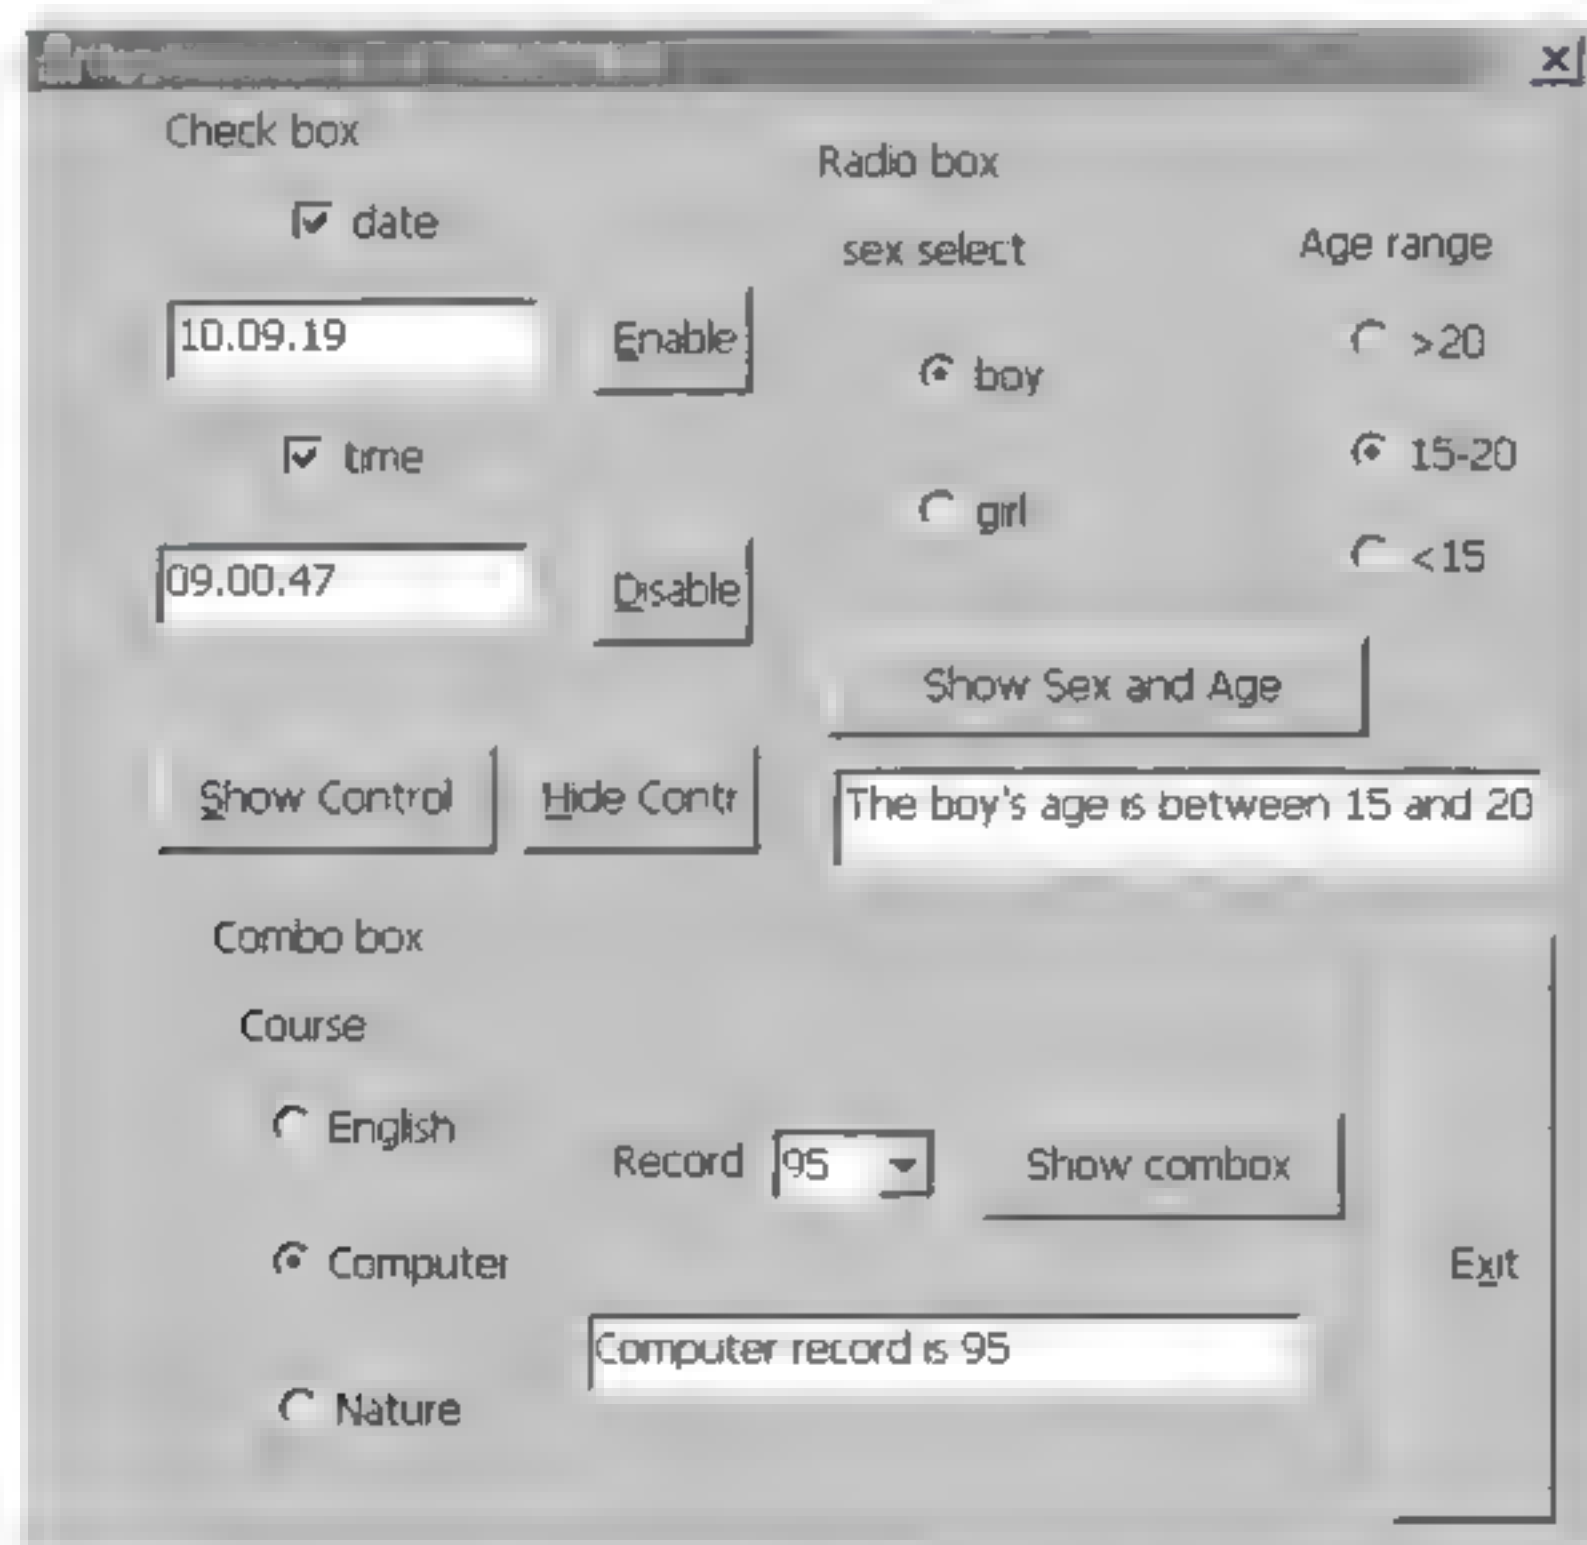 Check box
date
10.09.19
Enable
time
09.00.47
Disable
Show Control
Hide Contr
Radio box
sex select
boy
girl
Age range
>20
15-20
<15
Show Sex and Age
The boy's age is between 15 and 20
Combo box
Course
English
Computer
Nature
Record
95
Show combox
Computer record is 95
Exit